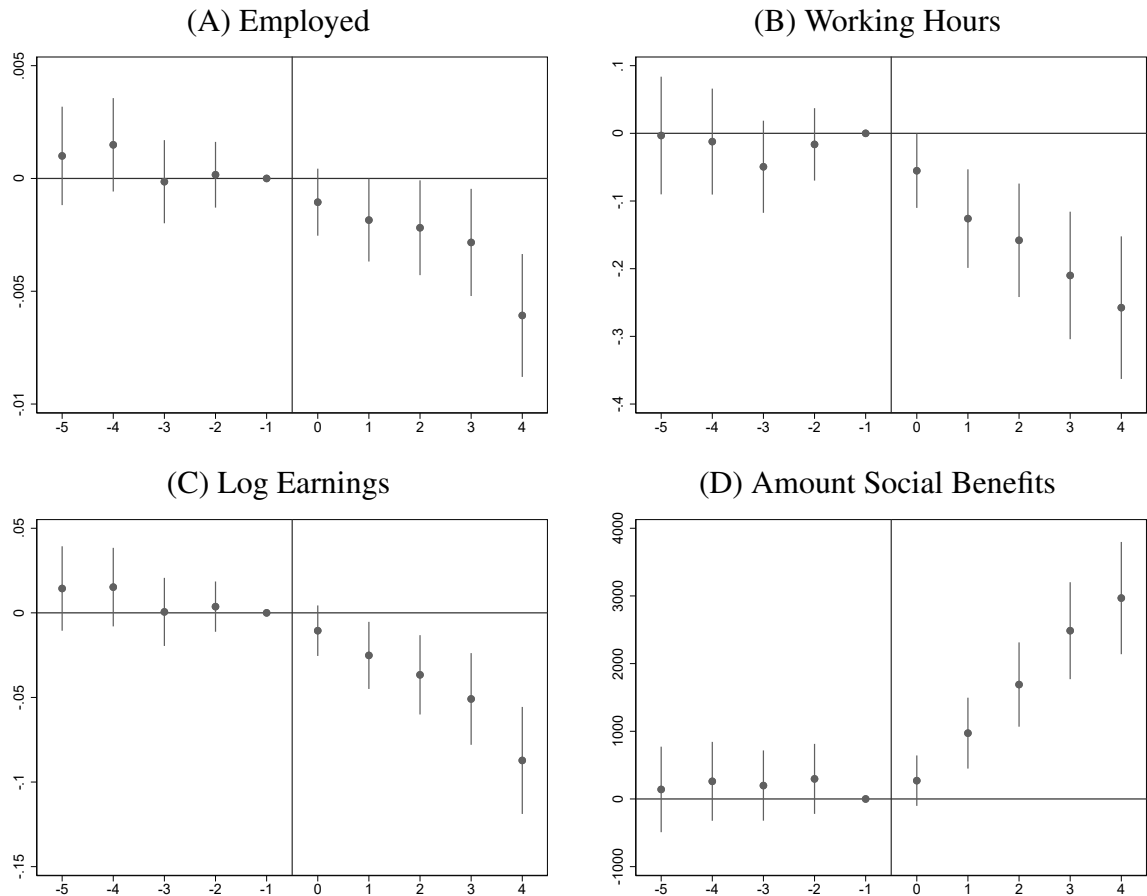 (A) Employed
.005
0
-.005
-.01
-5 -4 -3 -2 -1 0 1 2 3 4
(B) Working Hours
.1
0
-.1
-.2
-.3
-.4
-5 -4 -3 -2 -1 0 1 2 3 4
(C) Log Earnings
.05
0
-.05
-.1
-.15
-5 -4 -3 -2 -1 0 1 2 3 4
(D) Amount Social Benefits
4000
3000
2000
1000
0
-1000
-5 -4 -3 -2 -1 0 1 2 3 4